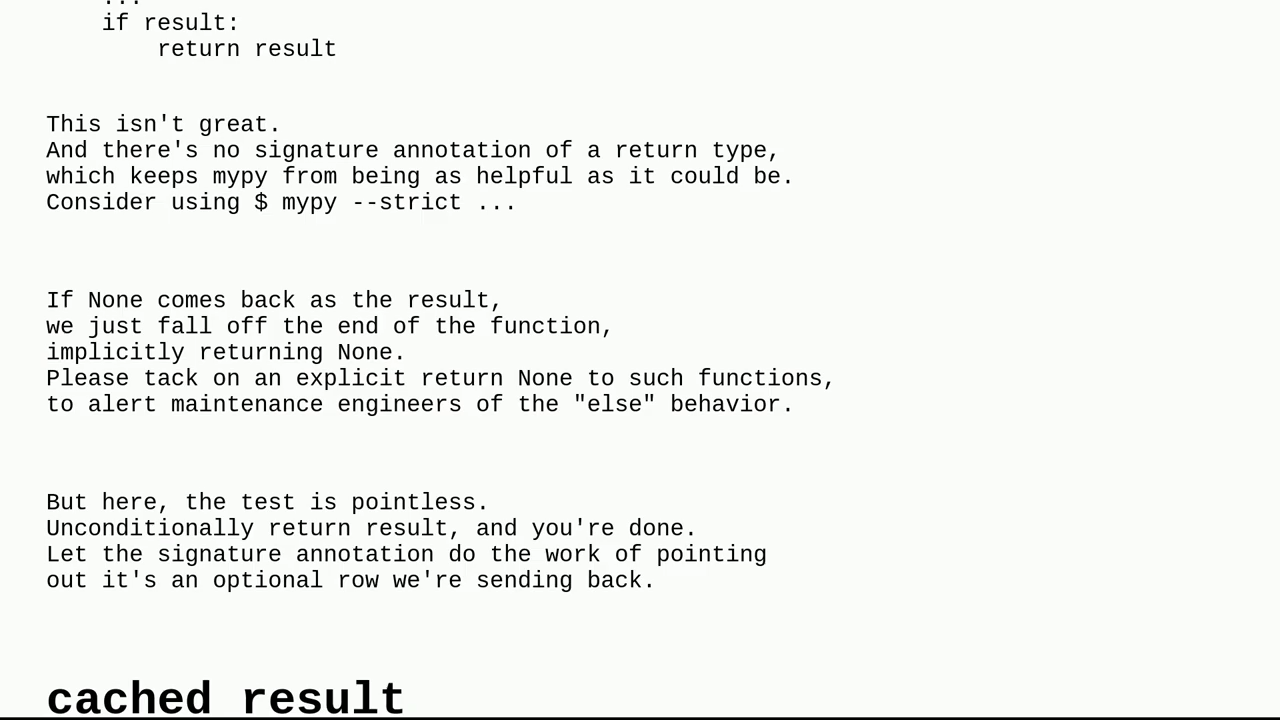 ...
if result:
return result
This isn't great.
And there's no signature annotation of a return type,
which keeps mypy from being as helpful as it could be.
Consider using $ mypy --strict ...
If None comes back as the result,
we just fall off the end of the function,
implicitly returning None.
Please tack on an explicit return None to such functions,
to alert maintenance engineers of the "else" behavior.
But here, the test is pointless.
Unconditionally return result, and you're done.
Let the signature annotation do the work of pointing
out it's an optional row we're sending back.
cached result